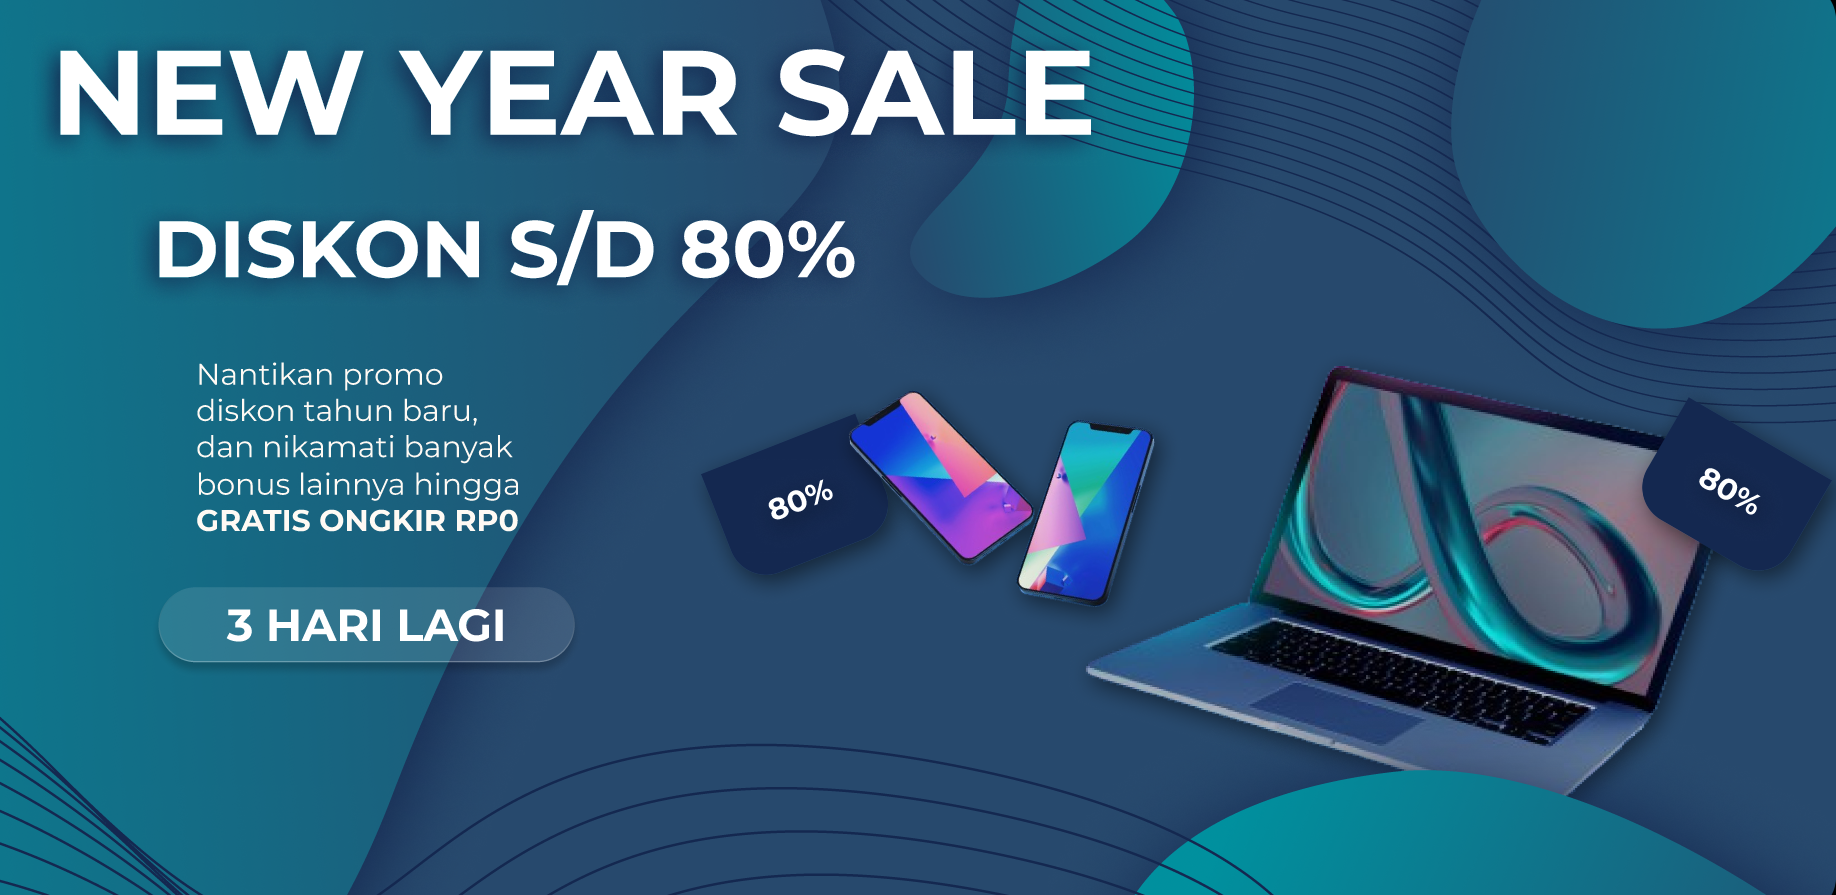 NEW YEAR SALE
DISKON S/D 80%
Nantikan promo
diskon tahun baru,
dan nikamati banyak
bonus lainnya hingga
GRATIS ONGKIR RP0
3 HARI LAGI
80%
80%